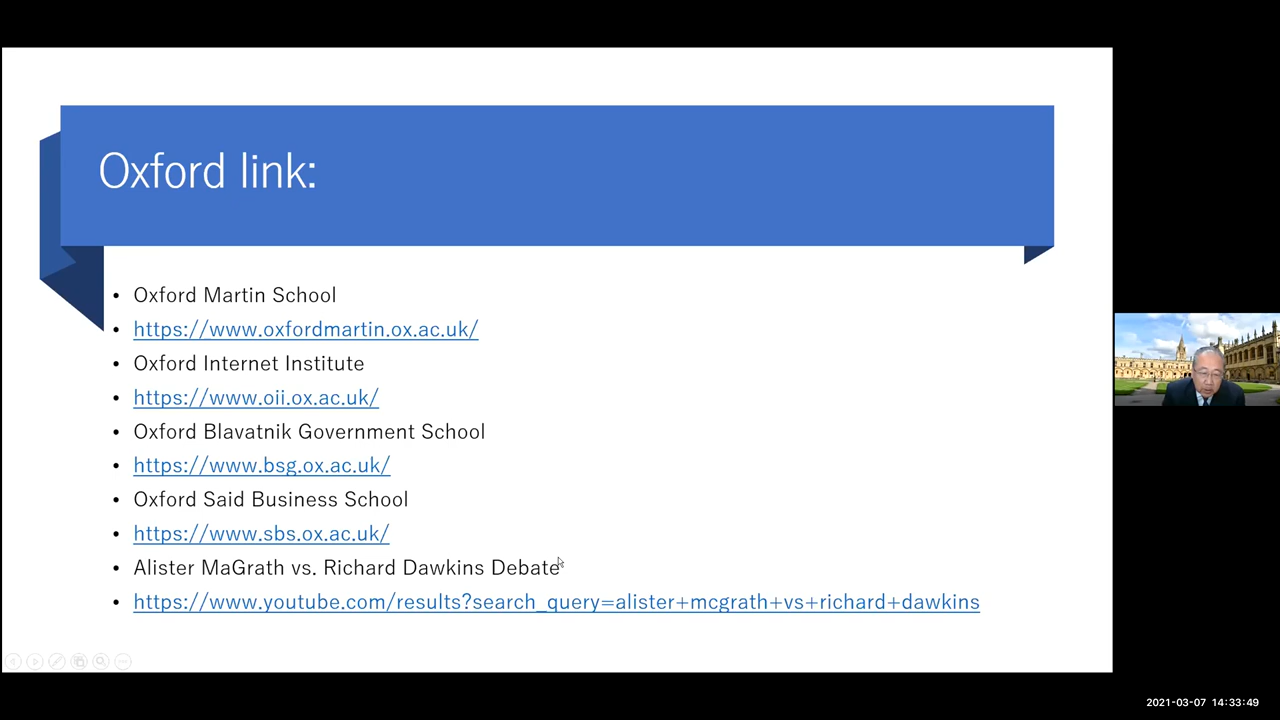 Oxford link:
Oxford Martin School
https://www.oxfordmartin.ox.ac.uk/
Oxford Internet Institute
https://www.oii.ox.ac.uk/
Oxford Blavatnik Government School
https://www.bsg.ox.ac.uk/
Oxford Said Business School
https://www.sbs.ox.ac.uk/
Alister MaGrath vs. Richard Dawkins Debate
https://www.youtube.com/results?search_query=alister+mcgrath+vs+richard+dawkins
2021-03-07 14:33:49